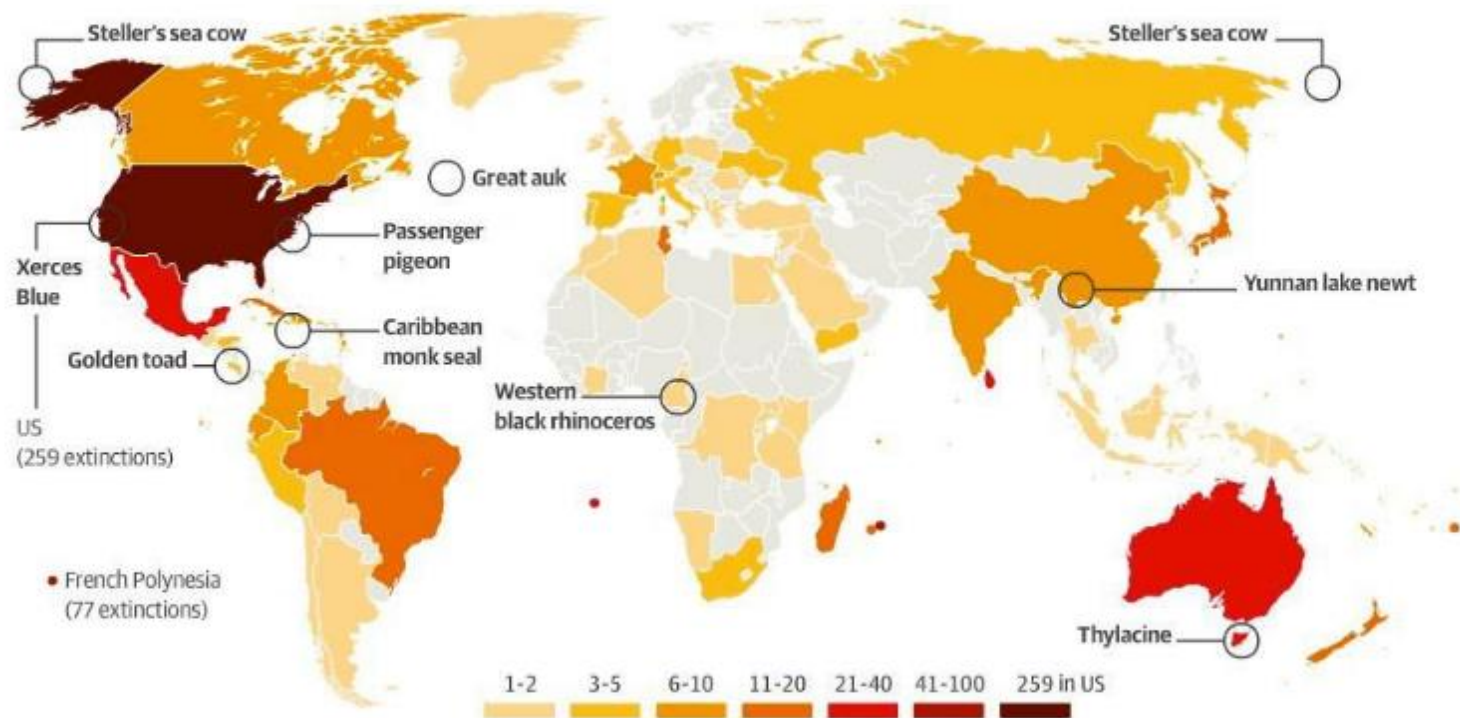 Steller's sea cow
Steller's sea cow
Great auk
Passenger
pigeon
Xerces
Blue
Yunnan lake newt
Caribbean
monk seal
Golden toad
Western
black rhinoceros
US
(259 extinctions)
French Polynesia
(77 extinctions)
Thylacine
1-2 3-5 6-10 11-20 21-40 41-100 259 in US